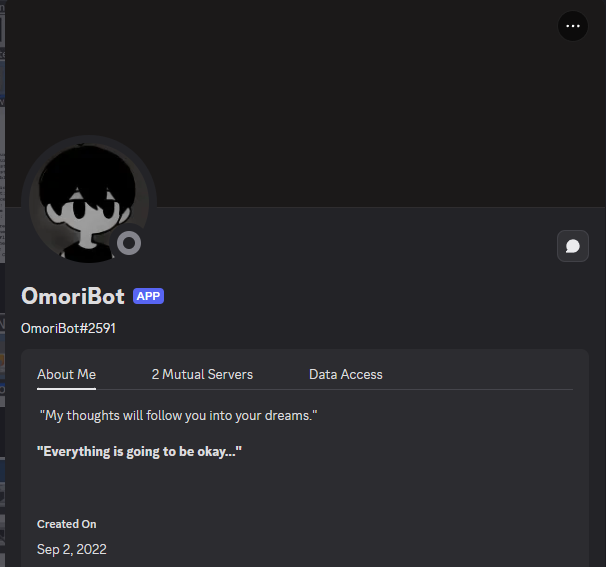 OmoriBot APP
OmoriBot#2591
About Me 2 Mutual Servers Data Access
"My thoughts will follow you into your dreams."
"Everything is going to be okay..."
Created On
Sep 2, 2022